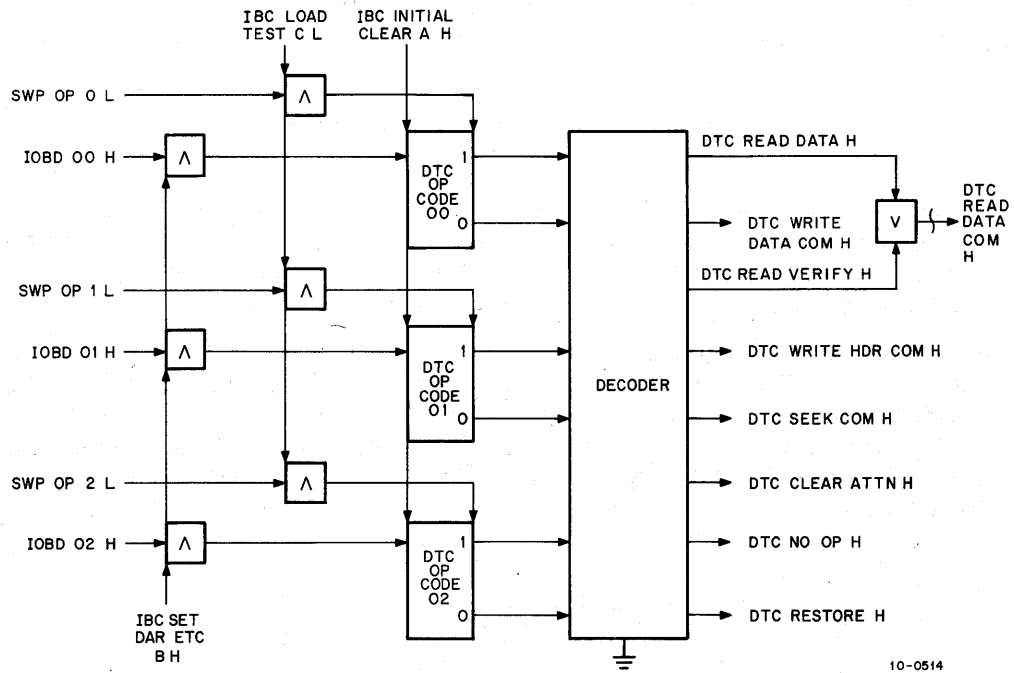 IBC LOAD
TEST C L
IBC INITIAL
CLEAR A H
SWP OP 0 L
Λ
IOBD 00 H
Λ
DTC
OP
CODE
00
1
0
DTC READ DATA H
DTC WRITE
DATA COM H
V
DTC
READ
DATA
COM
H
DTC READ VERIFY H
SWP OP 1 L
Λ
IOBD 01 H
Λ
DTC
OP
CODE
01
1
0
DECODER
DTC WRITE HDR COM H
DTC SEEK COM H
SWP OP 2 L
Λ
DTC CLEAR ATTN H
IOBD 02 H
Λ
DTC
OP
CODE
02
1
0
DTC NO OP H
DTC RESTORE H
IBC SET
DAR ETC
B H
10-0514